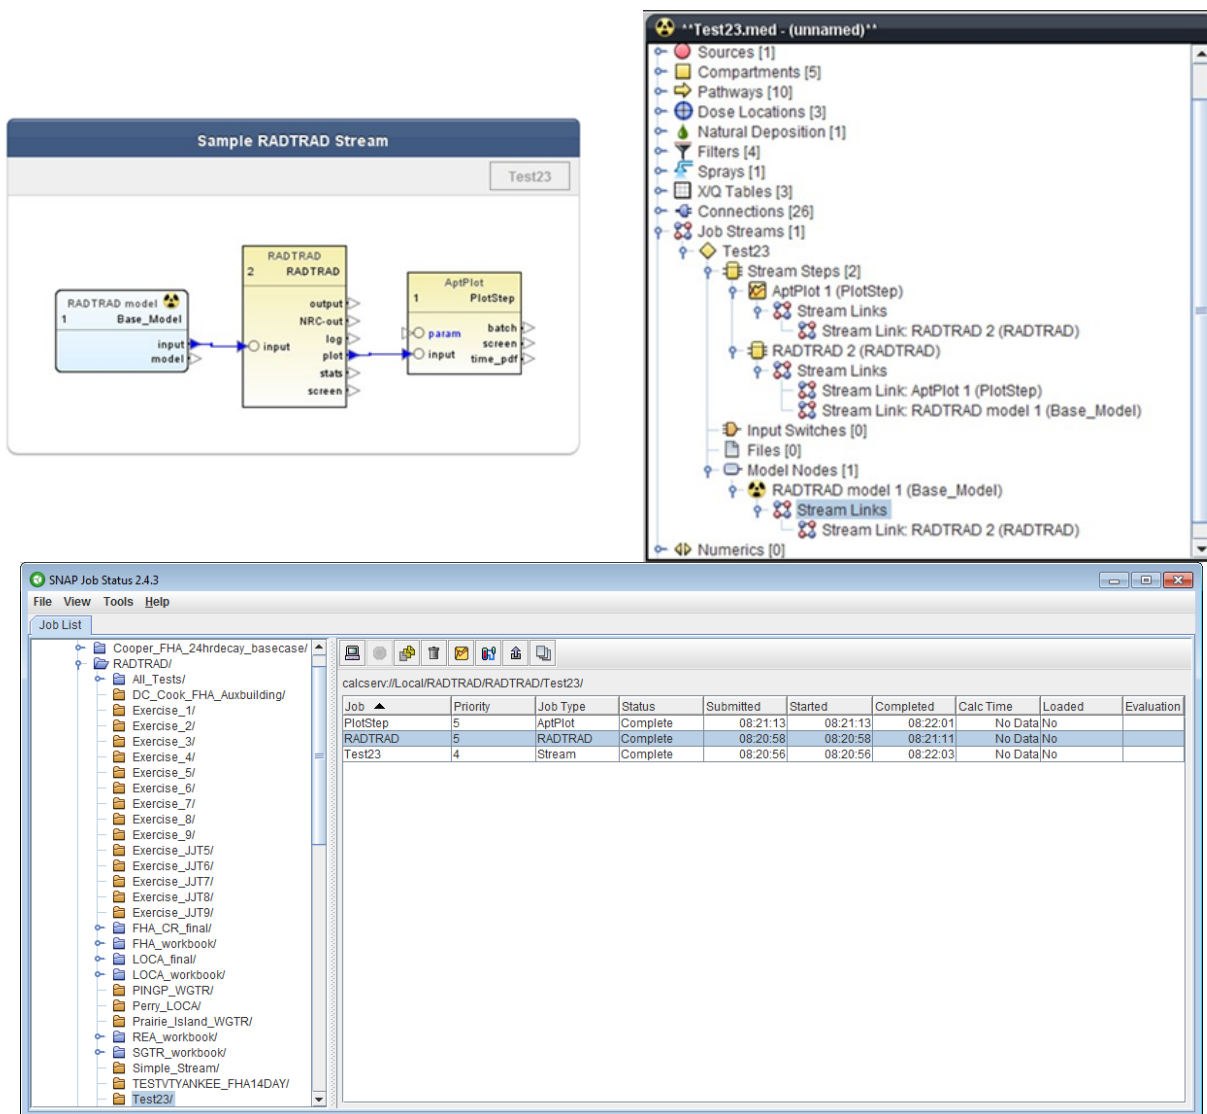 Sample RADTRAD Stream
Test23
RADTRAD model
1 Base_Model
input
model
RADTRAD
2 RADTRAD
input
output
NRC-out
log
plot
stats
screen
AptPlot
1 PlotStep
param
input
batch
screen
time_pdf
**Test23.med - (unnamed)**
Sources [1]
Compartments [5]
Pathways [10]
Dose Locations [3]
Natural Deposition [1]
Filters [4]
Sprays [1]
X/Q Tables [3]
Connections [26]
Job Streams [1]
Test23
Stream Steps [2]
AptPlot 1 (PlotStep)
Stream Links
Stream Link: RADTRAD 2 (RADTRAD)
RADTRAD 2 (RADTRAD)
Stream Links
Stream Link: AptPlot 1 (PlotStep)
Stream Link: RADTRAD model 1 (Base_Model)
Input Switches [0]
Files [0]
Model Nodes [1]
RADTRAD model 1 (Base_Model)
Stream Links
Stream Link: RADTRAD 2 (RADTRAD)
Numerics [0]
SNAP Job Status 2.4.3
File View Tools Help
Job List
Cooper_FHA_24hrdecay_basecase/
RADTRAD/
All_Tests/
DC_Cook_FHA_Auxbuilding/
Exercise_1/
Exercise_2/
Exercise_3/
Exercise_4/
Exercise_5/
Exercise_6/
Exercise_7/
Exercise_8/
Exercise_9/
Exercise_JJT5/
Exercise_JJT6/
Exercise_JJT7/
Exercise_JJT8/
Exercise_JJT9/
FHA_CR_final/
FHA_workbook/
LOCA_final/
LOCA_workbook/
PINGP_WGTR/
Perry_LOCA/
Prairie_Island_WGTR/
REA_workbook/
SGTR_workbook/
Simple_Stream/
TESTVTYANKEE_FHA14DAY/
Test23/
calcserv://Local/RADTRAD/RADTRAD/Test23/
Job Priority Job Type Status Submitted Started Completed Calc Time Loaded Evaluation
PlotStep 5 AptPlot Complete 08:21:13 08:21:13 08:22:01 No Data No
RADTRAD 5 RADTRAD Complete 08:20:58 08:20:58 08:21:11 No Data No
Test23 4 Stream Complete 08:20:56 08:20:56 08:22:03 No Data No